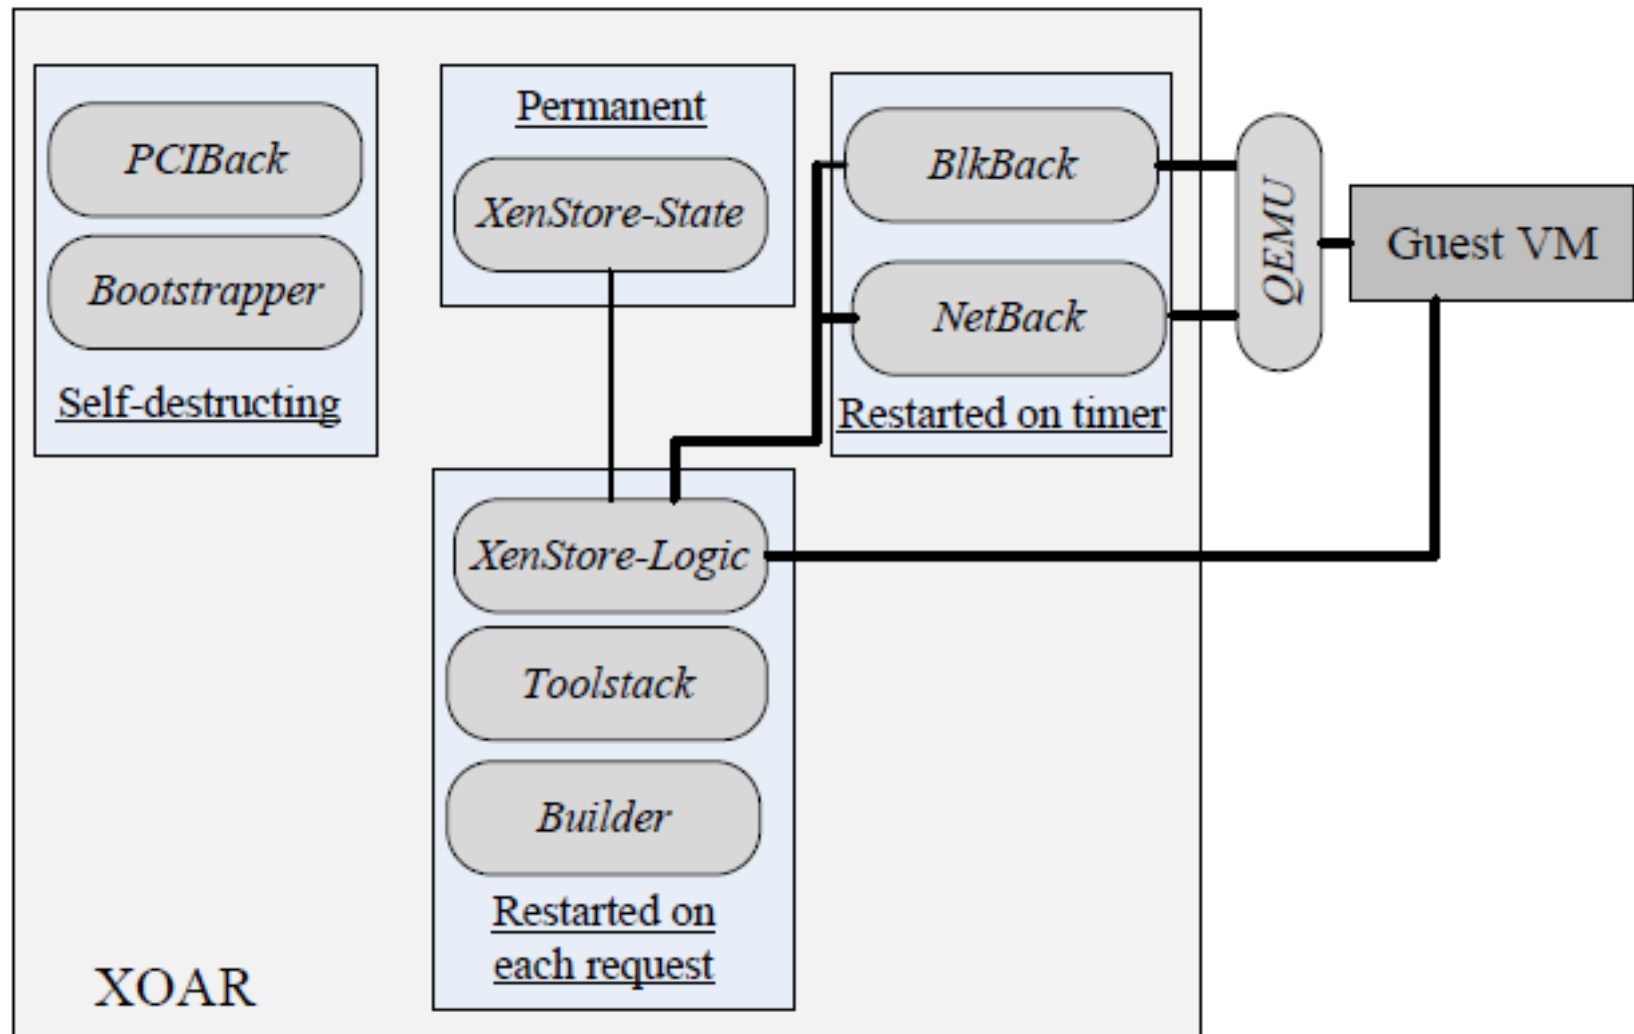 PCIBack
Bootstrapper
Self-destructing
Permanent
XenStore-State
BlkBack
NetBack
Restarted on timer
QEMU
Guest VM
XenStore-Logic
Toolstack
Builder
Restarted on
each request
XOAR